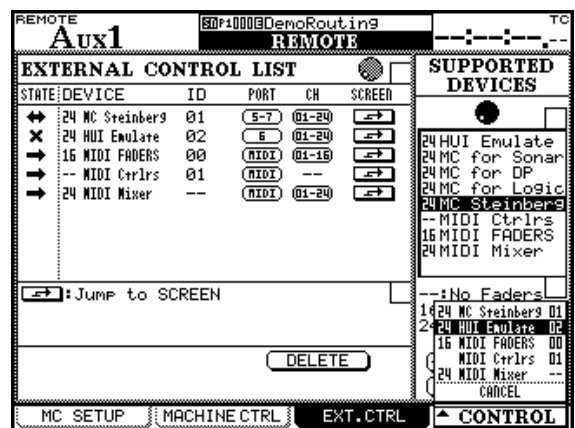 REMOTE
Aux1
DemoRouting
REMOTE
TC
--:--:--.--
EXTERNAL CONTROL LIST
STATE DEVICE ID PORT CH SCREEN
24 MC Steinberg 01 5-7 01-24
24 HUI Emulate 02 6 01-24
16 MIDI FADERS 00 MIDI 01-16
-- MIDI Ctrlrs 01 MIDI --
24 MIDI Mixer -- MIDI 01-24
:Jump to SCREEN
DELETE
SUPPORTED
DEVICES
24 HUI Emulate
24 MC for Sonar
24 MC for DP
24 MC for Logic
24 MC Steinberg
-- MIDI Ctrlrs
16 MIDI FADERS
24 MIDI Mixer
--:No Faders
24 MC Steinberg 01
24 HUI Emulate 02
16 MIDI FADERS 00
MIDI Ctrlrs 01
24 MIDI Mixer --
CANCEL
MC SETUP MACHINE CTRL EXT.CTRL CONTROL